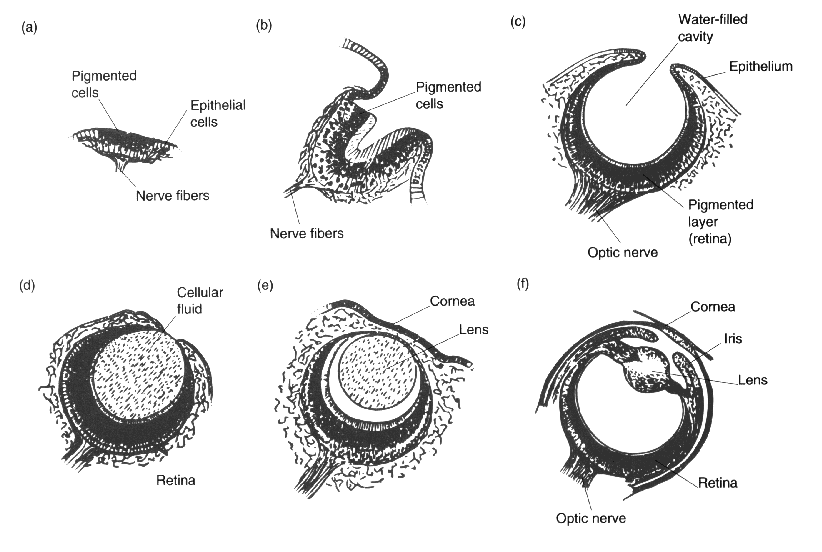 (a)
Pigmented
cells
Epithelial
cells
Nerve fibers
(b)
Pigmented
cells
Nerve fibers
(c)
Water-filled
cavity
Epithelium
Pigmented
layer
(retina)
Optic nerve
(d)
Cellular
fluid
Retina
(e)
Cornea
Lens
(f)
Cornea
Iris
Lens
Retina
Optic nerve